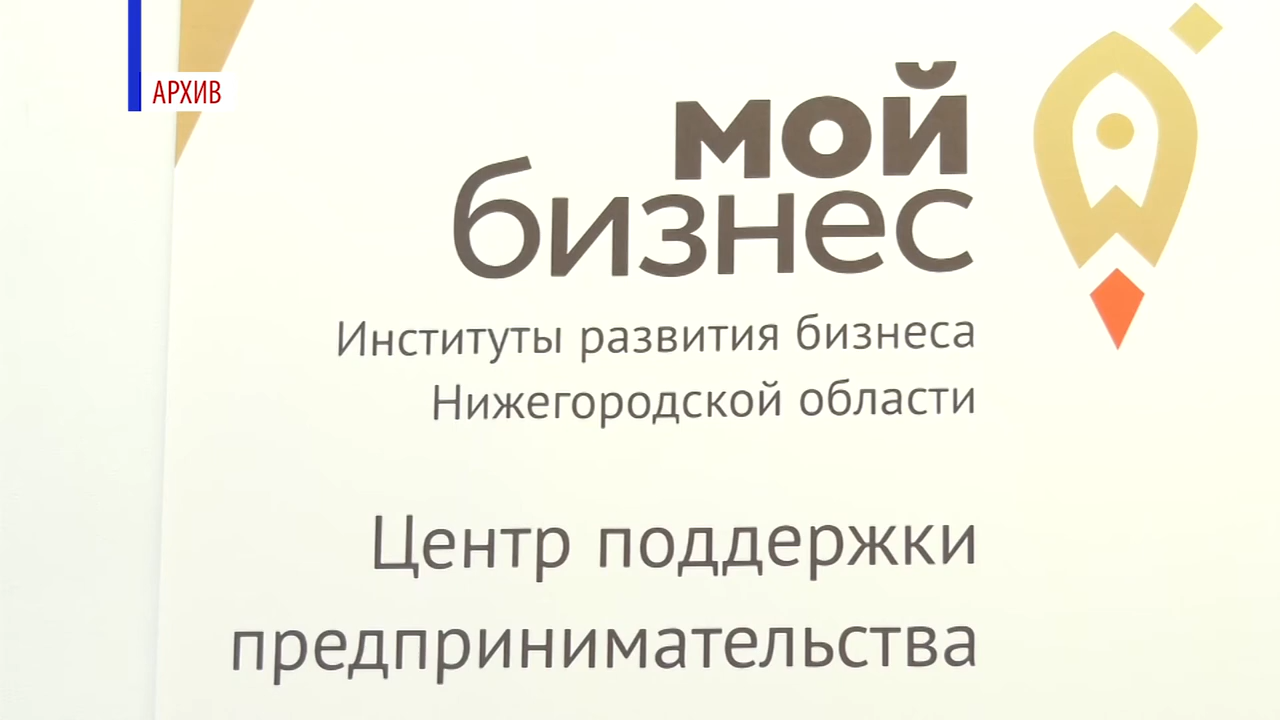 АРХИВ
мой
бизнес
Институты развития бизнеса
Нижегородской области
Центр поддержки
предпринимательства